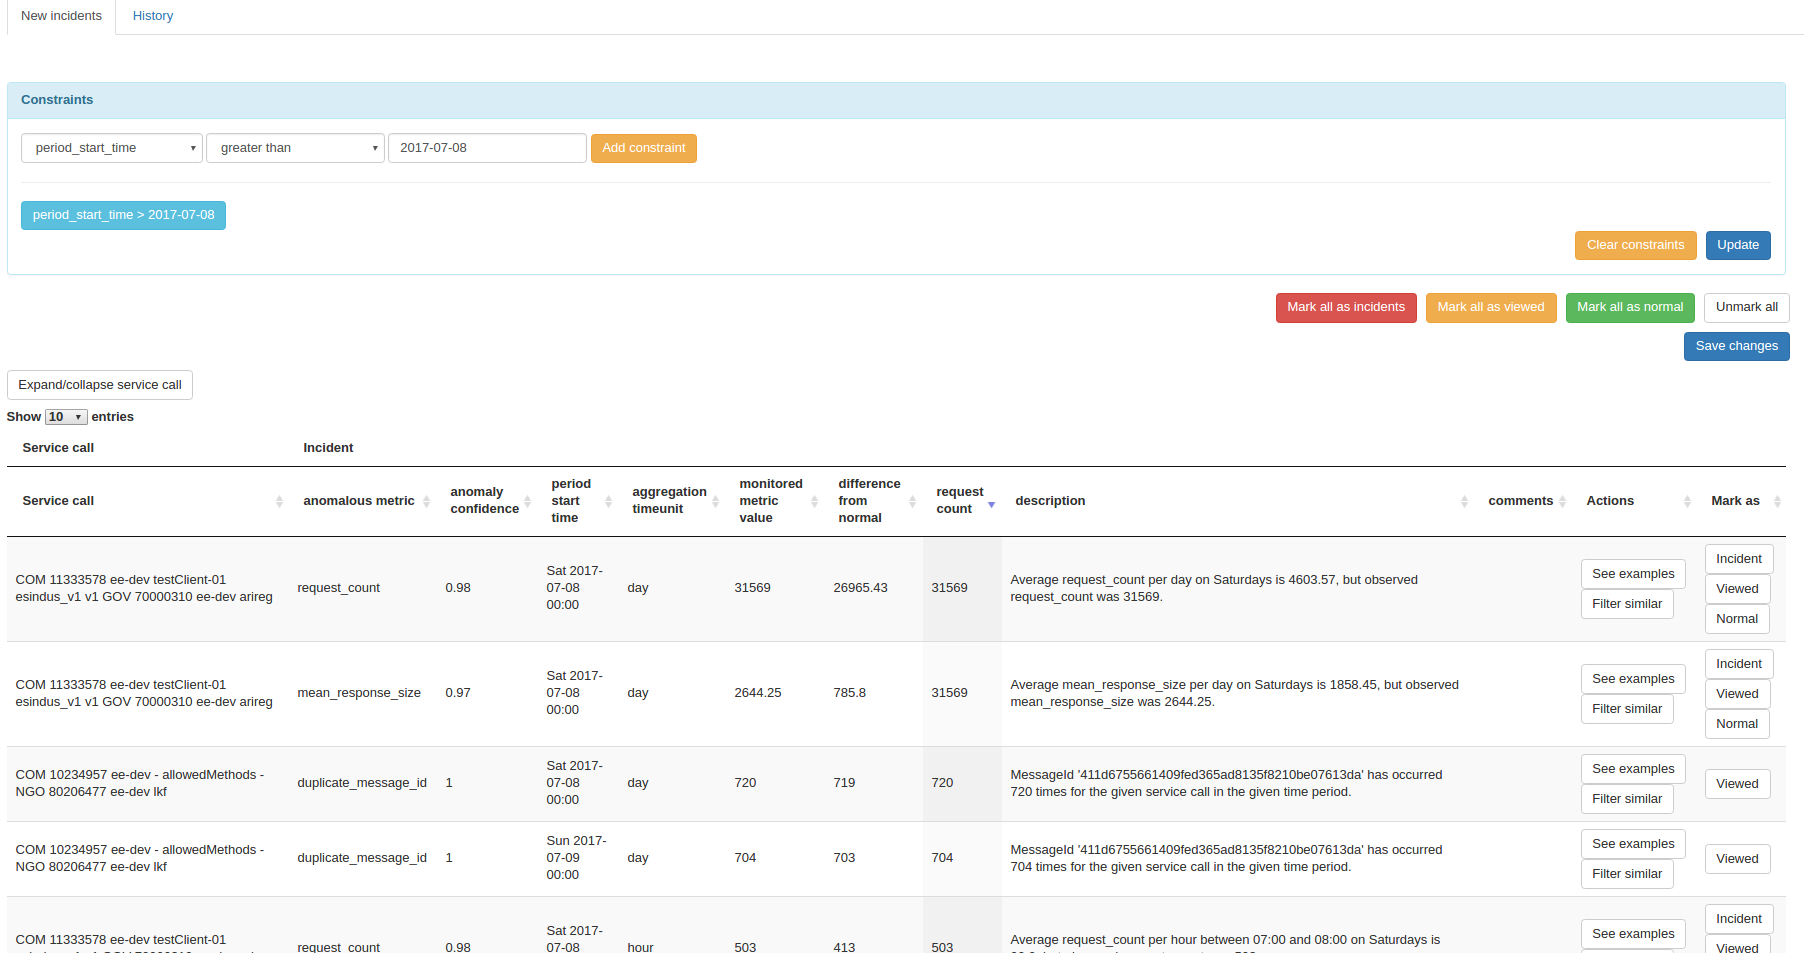 New incidents History
Constraints
period_start_time greater than 2017-07-08 Add constraint
period_start_time > 2017-07-08
Clear constraints Update
Mark all as incidents Mark all as viewed Mark all as normal Unmark all
Save changes
Expand/collapse service call
Show 10 entries
Service call Incident
Service call
anomalous metric
anomaly
confidence
period
start
time
aggregation
timeunit
monitored
metric
value
difference
from
normal
request
count
description
comments
Actions
Mark as
COM 11333578 ee-dev testClient-01
esindus_v1 v1 GOV 70000310 ee-dev arireg
request_count
0.98
Sat 2017-
07-08
00:00
day
31569
26965.43
31569
Average request_count per day on Saturdays is 4603.57, but observed
request_count was 31569.
See examples
Filter similar
Incident
Viewed
Normal
COM 11333578 ee-dev testClient-01
esindus_v1 v1 GOV 70000310 ee-dev arireg
mean_response_size
0.97
Sat 2017-
07-08
00:00
day
2644.25
785.8
31569
Average mean_response_size per day on Saturdays is 1858.45, but observed
mean_response_size was 2644.25.
See examples
Filter similar
Incident
Viewed
Normal
COM 10234957 ee-dev - allowedMethods -
NGO 80206477 ee-dev lkf
duplicate_message_id
1
Sat 2017-
07-08
00:00
day
720
719
720
MessageId '411d6755661409fed365ad8135f8210be07613da' has occurred
720 times for the given service call in the given time period.
See examples
Filter similar
Viewed
COM 10234957 ee-dev - allowedMethods -
NGO 80206477 ee-dev lkf
duplicate_message_id
1
Sun 2017-
07-09
00:00
day
704
703
704
MessageId '411d6755661409fed365ad8135f8210be07613da' has occurred
704 times for the given service call in the given time period.
See examples
Filter similar
Viewed
COM 11333578 ee-dev testClient-01
request_count
0.98
Sat 2017-
07-08
hour
503
413
503
Average request_count per hour between 07:00 and 08:00 on Saturdays is
See examples
Incident
Viewed